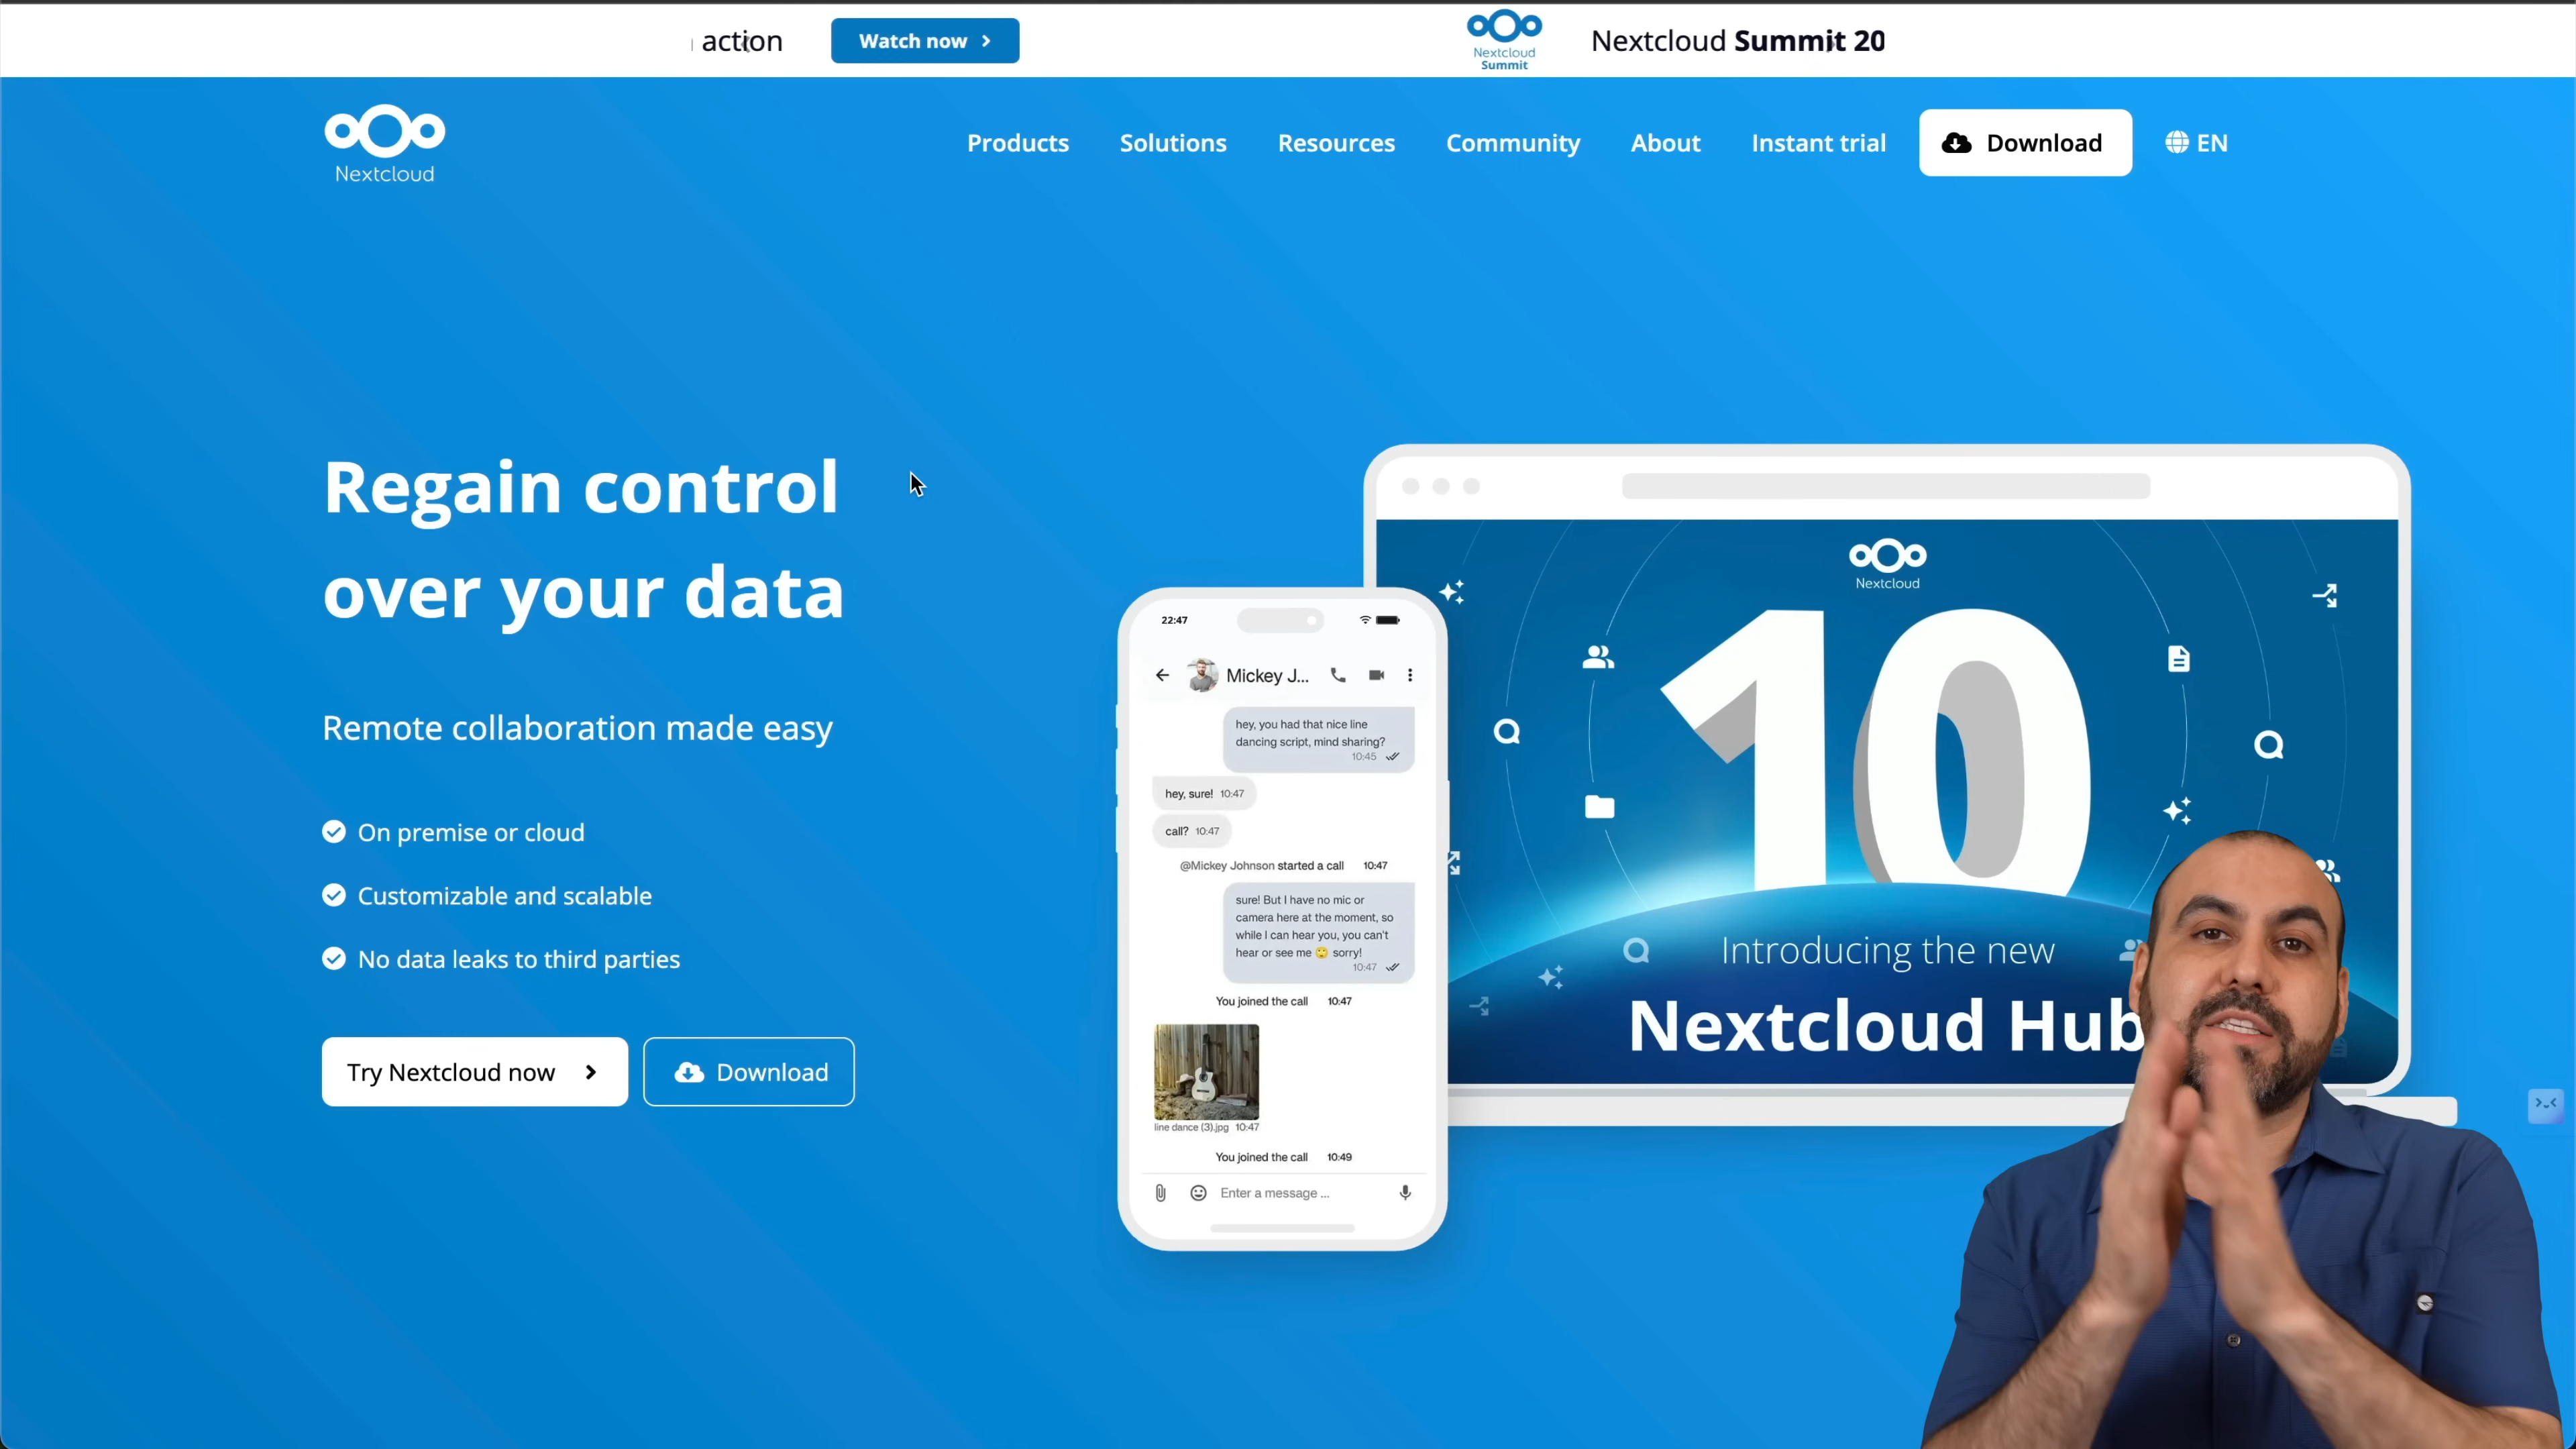 action
Watch now
Nextcloud
Summit
Nextcloud Summit 20
Nextcloud
Products
Solutions
Resources
Community
About
Instant trial
Download
EN
Regain control
over your data
Remote collaboration made easy
On premise or cloud
Customizable and scalable
No data leaks to third parties
Try Nextcloud now
Download
22:47
Mickey J...
hey, you had that nice line
dancing script, mind sharing?
10:45
hey, sure! 10:47
call? 10:47
@Mickey Johnson started a call 10:47
sure! But I have no mic or
camera here at the moment, so
while I can hear you, you can't
hear or see me 🙄 sorry!
10:47
You joined the call 10:47
line dance (3).jpg 10:47
You joined the call 10:49
Enter a message ...
Nextcloud
10
Introducing the new
Nextcloud Hub